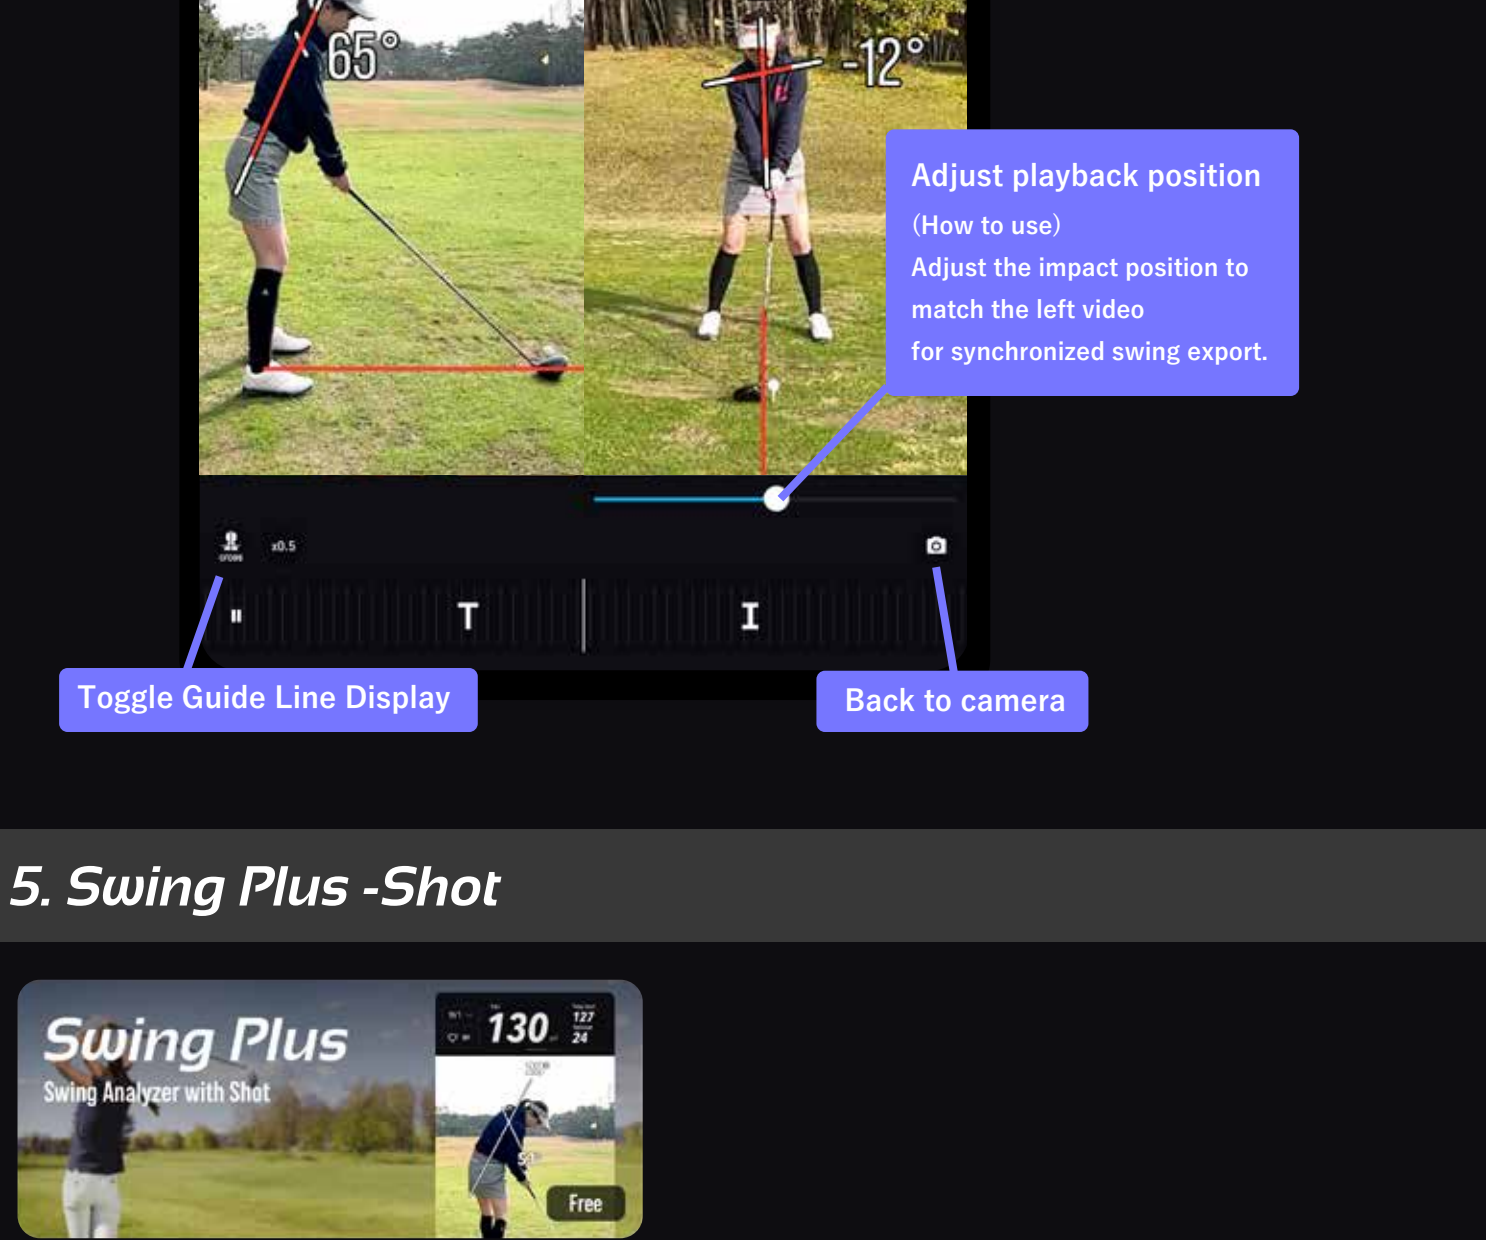 65°
-12°
Adjust playback position
(How to use)
Adjust the impact position to
match the left video
for synchronized swing export.
cross
x0.5
T
I
Toggle Guide Line Display
Back to camera
5. Swing Plus -Shot
Swing Plus
Swing Analyzer with Shot
W1
130
127
24
Free